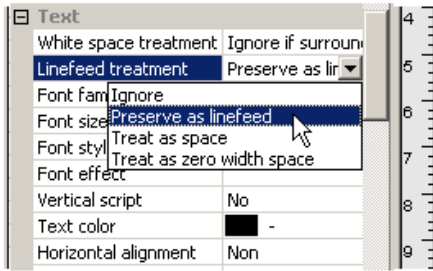 Text
White space treatment Ignore if surroun
Linefeed treatment Preserve as lin
Font fam Ignore
Font size Preserve as linefeed
Treat as space
Font styl Treat as zero width space
Font effect
Vertical script No
Text color -
Horizontal alignment Non
4
5
6
7
8
9